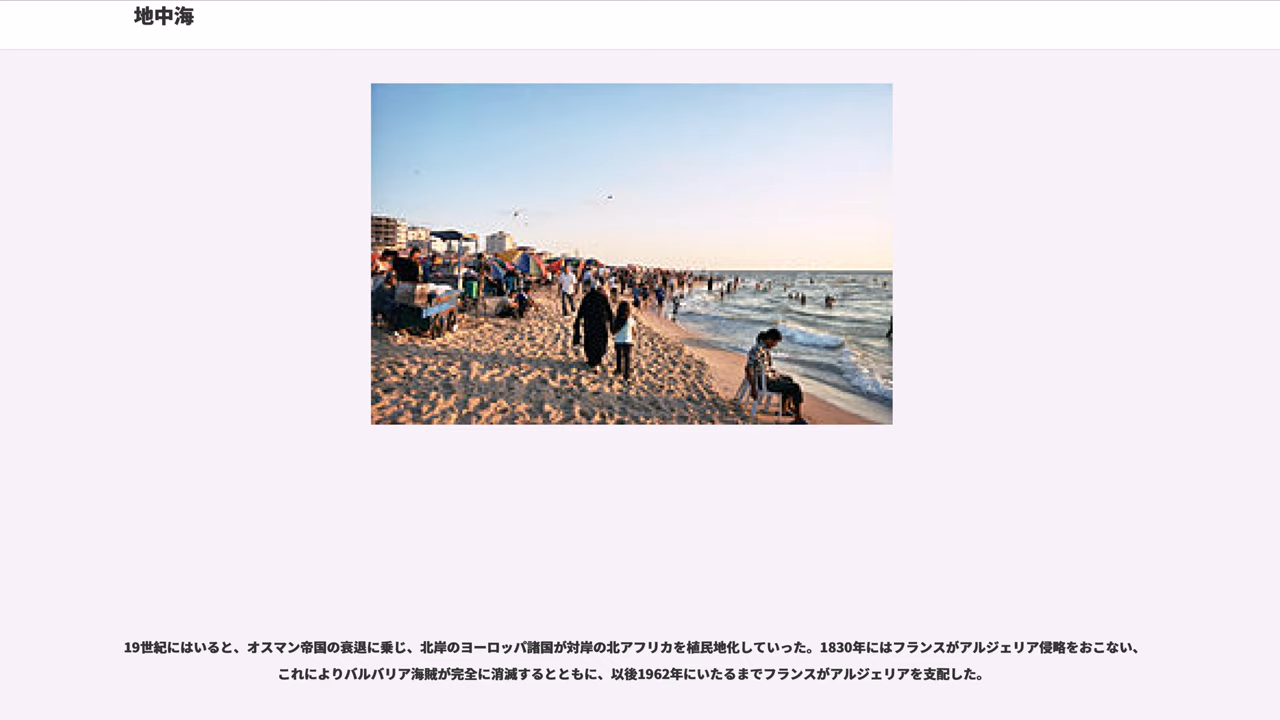 地中海
19世紀にはいると、オスマン帝国の衰退に乗じ、北岸のヨーロッパ諸国が対岸の北アフリカを植民地化していった。1830年にはフランスがアルジェリア侵略をおこない、
これによりバルバリア海賊が完全に消滅するとともに、以後1962年にいたるまでフランスがアルジェリアを支配した。